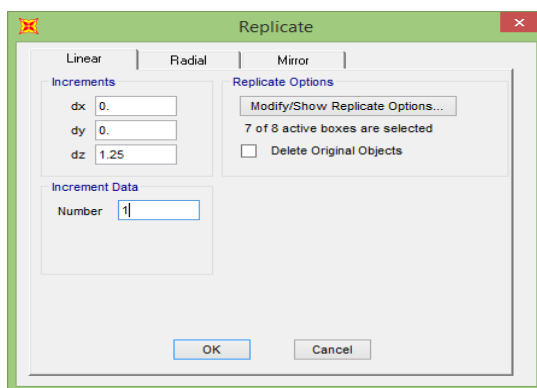 Replicate
Linear Radial Mirror
Increments
dx 0.
dy 0.
dz 1.25
Replicate Options
Modify/Show Replicate Options...
7 of 8 active boxes are selected
Delete Original Objects
Increment Data
Number 1
OK Cancel